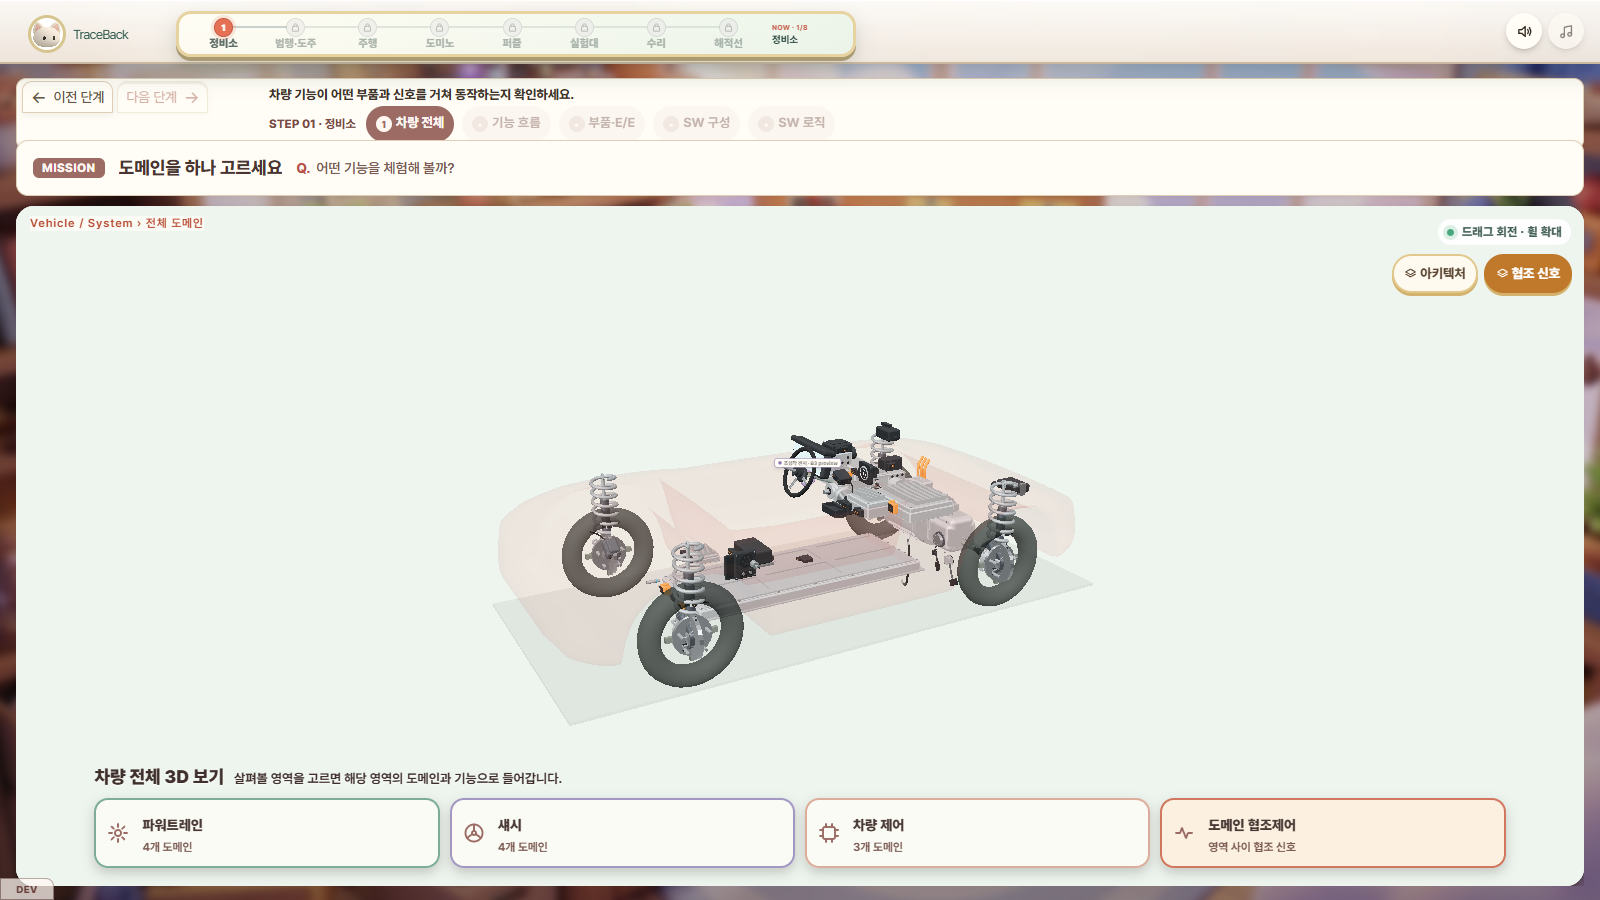 TraceBack
1
정비소
범행·도주
주행
도미노
퍼즐
실험대
수리
해적선
NOW · 1/8
정비소
← 이전 단계
다음 단계 →
차량 기능이 어떤 부품과 신호를 거쳐 동작하는지 확인하세요.
STEP 01 · 정비소
1 차량 전체
기능 흐름
부품·E/E
SW 구성
SW 로직
MISSION 도메인을 하나 고르세요 Q. 어떤 기능을 체험해 볼까?
Vehicle / System › 전체 도메인
드래그 회전 · 휠 확대
아키텍처
협조 신호
차량 전체 3D 보기 살펴볼 영역을 고르면 해당 영역의 도메인과 기능으로 들어갑니다.
파워트레인
4개 도메인
섀시
4개 도메인
차량 제어
3개 도메인
도메인 협조제어
영역 사이 협조 신호
DEV